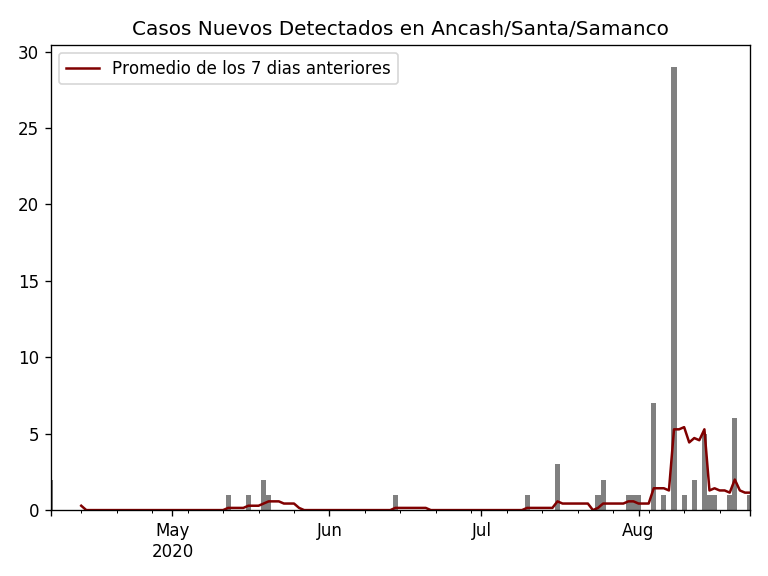 Casos Nuevos Detectados en Ancash/Santa/Samanco
Promedio de los 7 dias anteriores
30
25
20
15
10
5
0
May
2020
Jun
Jul
Aug